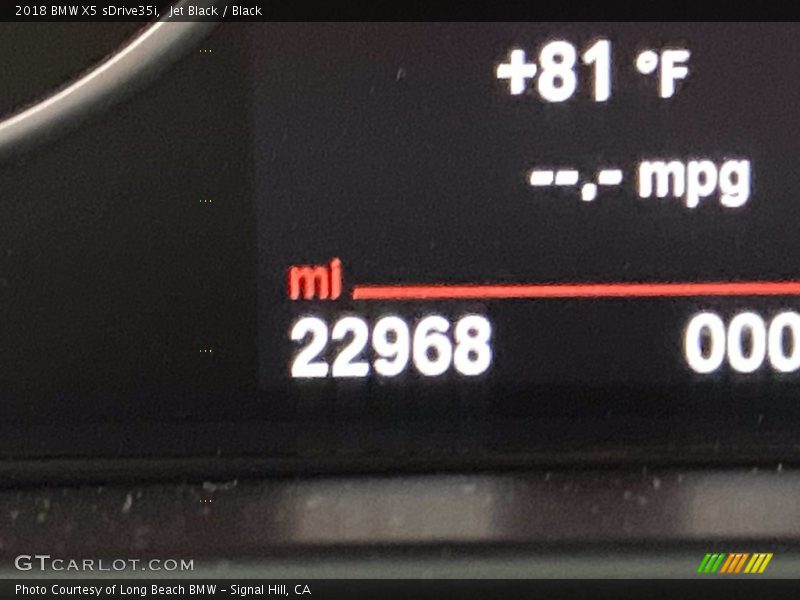 2018 BMW X5 sDrive35i, Jet Black / Black
+81 °F
--.- mpg
mi
22968 000
GTCARLOT.COM
Photo Courtesy of Long Beach BMW - Signal Hill, CA